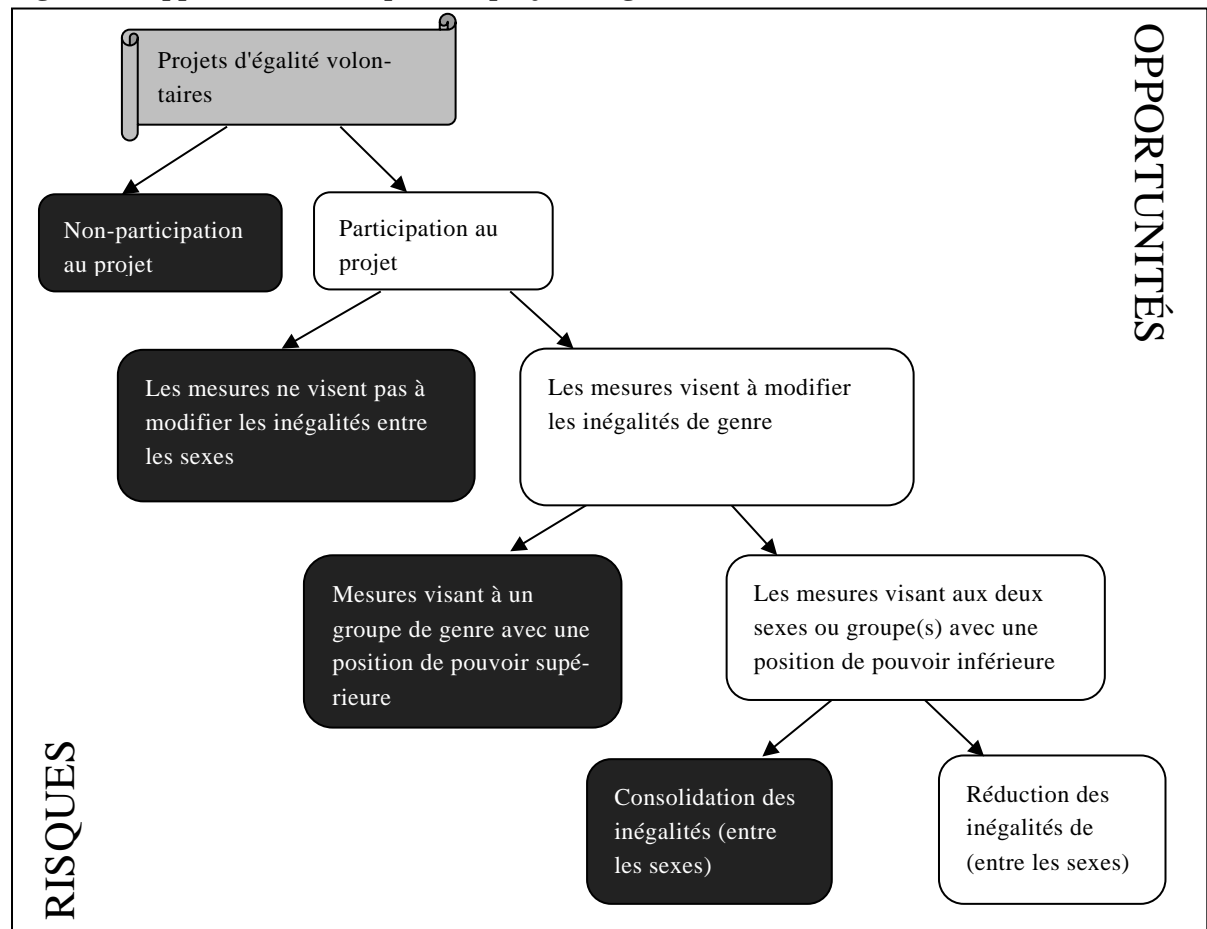 Projets d'égalité volon-
taires
OPPORTUNITÉS
Non-participation
au projet
Participation au
projet
Les mesures ne visent pas à
modifier les inégalités entre
les sexes
Les mesures visent à modifier
les inégalités de genre
Mesures visant à un
groupe de genre avec une
position de pouvoir supé-
rieure
Les mesures visant aux deux
sexes ou groupe(s) avec une
position de pouvoir inférieure
RISQUES
Consolidation des
inégalités (entre
les sexes)
Réduction des
inégalités de
(entre les sexes)